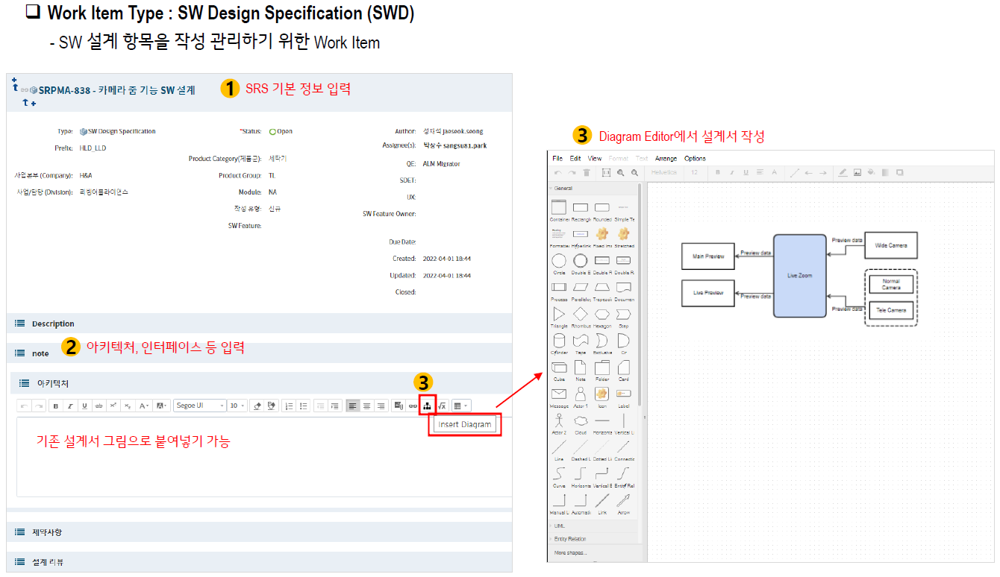 Work Item Type : SW Design Specification (SWD)
- SW 설계 항목을 작성 관리하기 위한 Work Item
SRPMA-838 - 카메라 줌 기능 SW 설계
1 SRS 기본 정보 입력
Type: SW Design Specification
*Status: Open
Author: 성재석 jaeseok.seong
Prefix: HLD_LLD
Assignee(s): 박상수 sangsu81.park
Product Category(제품군): 세탁기
QE: ALM Migrator
사업본부 (Company): H&A
Product Group: TL
SDET:
사업/담당 (Division): 리빙어플라이언스
Module: NA
UX:
작성 유형: 신규
SW Feature Owner:
SW Feature:
Due Date:
Created: 2022-04-01 18:44
Updated: 2022-04-01 18:44
Closed:
Description
note
2 아키텍처, 인터페이스 등 입력
아키텍처
3
Segoe UI 10
Insert Diagram
기존 설계서 그림으로 붙여넣기 가능
제약사항
설계 리뷰
3 Diagram Editor에서 설계서 작성
File Edit View Format Text Arrange Options
Helvetica 12 B I U A
General
Container Rectangle Rounded Simple Te
Formatted Hyperlink Fixed Ima Stretched
Circle Double E Double R Double R
Process Parallelog Trapezoid Document
Triangle Rhombus Hexagon Step
Cylinder Tape Exclusive Or
Cube Note Folder Card
Message Actor 1 Icon Label
Actor 2 Cloud Horizonta Vertical L
Line Dashed L Dotted Li Connectio
Curve Horizonta Vertical E Entity Rel
Manual L Automatic Link Arrow
UML
Entity Relation
More shapes...
Main Preview
Preview data
Live Preview
Preview data
Live Zoom
Preview data
Wide Camera
Normal
Camera
Preview data
Tele Camera